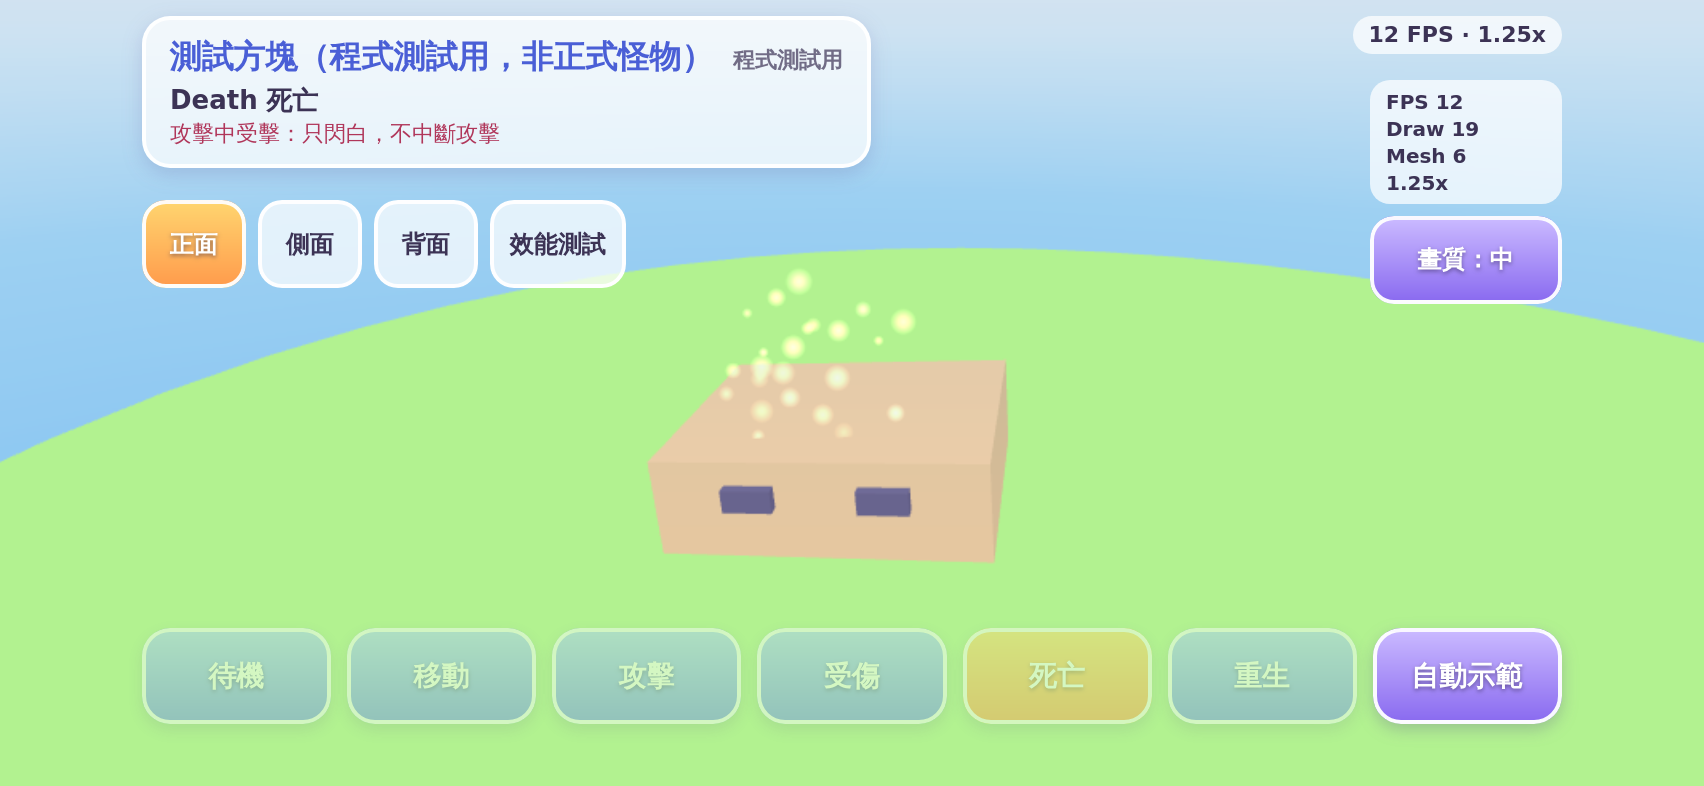 測試方塊（程式測試用，非正式怪物） 程式測試用
Death 死亡
攻擊中受擊：只閃白，不中斷攻擊
12 FPS · 1.25x
FPS 12
Draw 19
Mesh 6
1.25x
正面 側面 背面 效能測試
畫質：中
待機 移動 攻擊 受傷 死亡 重生 自動示範